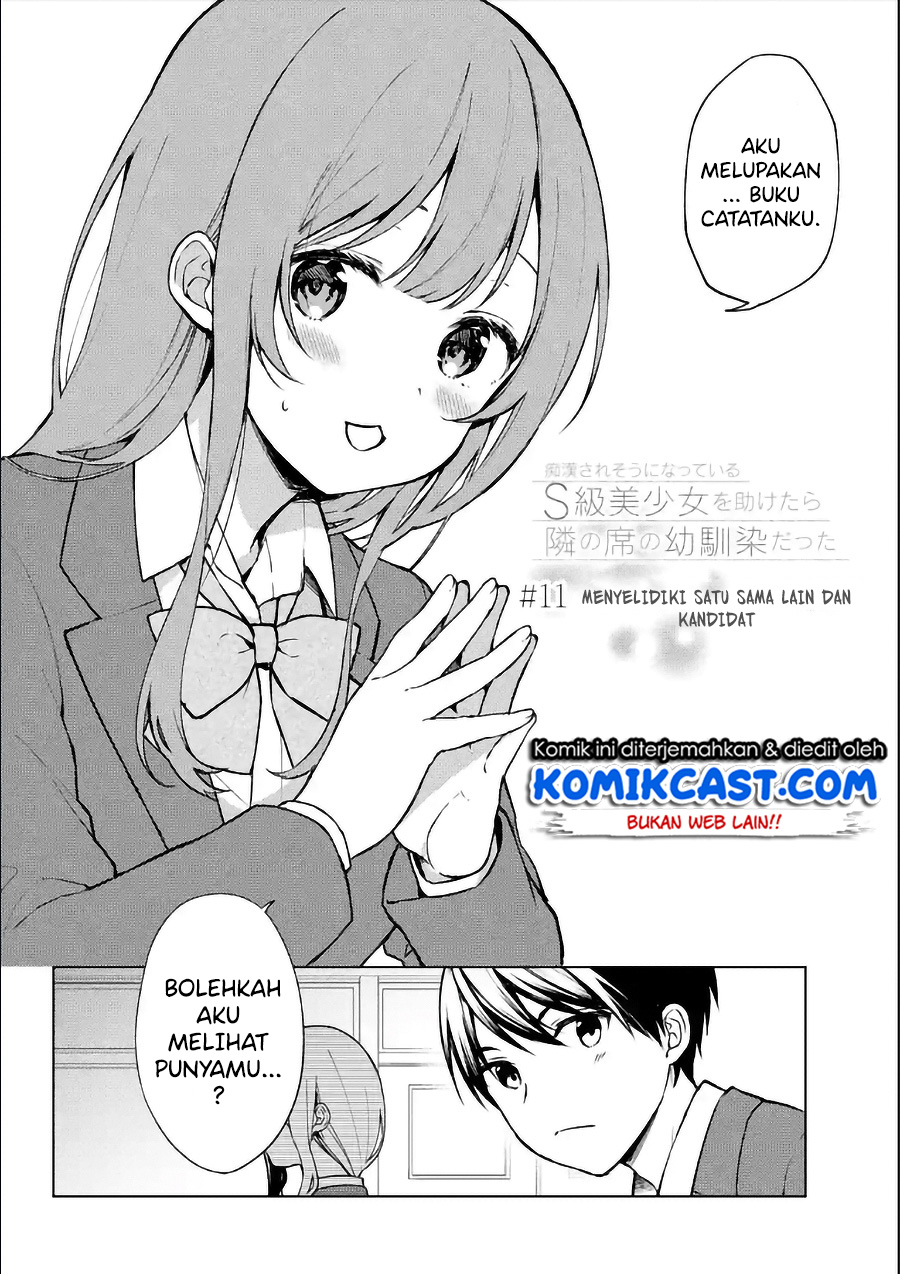 AKU
MELUPAKAN
... BUKU
CATATANKU.
痴漢されそうになっている
S級美少女を助けたら
隣の席の幼馴染だった
#11 MENYELIDIKI SATU SAMA LAIN DAN
KANDIDAT
Komik ini diterjemahkan & diedit oleh
KOMIKCAST.COM
BUKAN WEB LAIN!!
BOLEHKAH
AKU
MELIHAT
PUNYAMU...
?